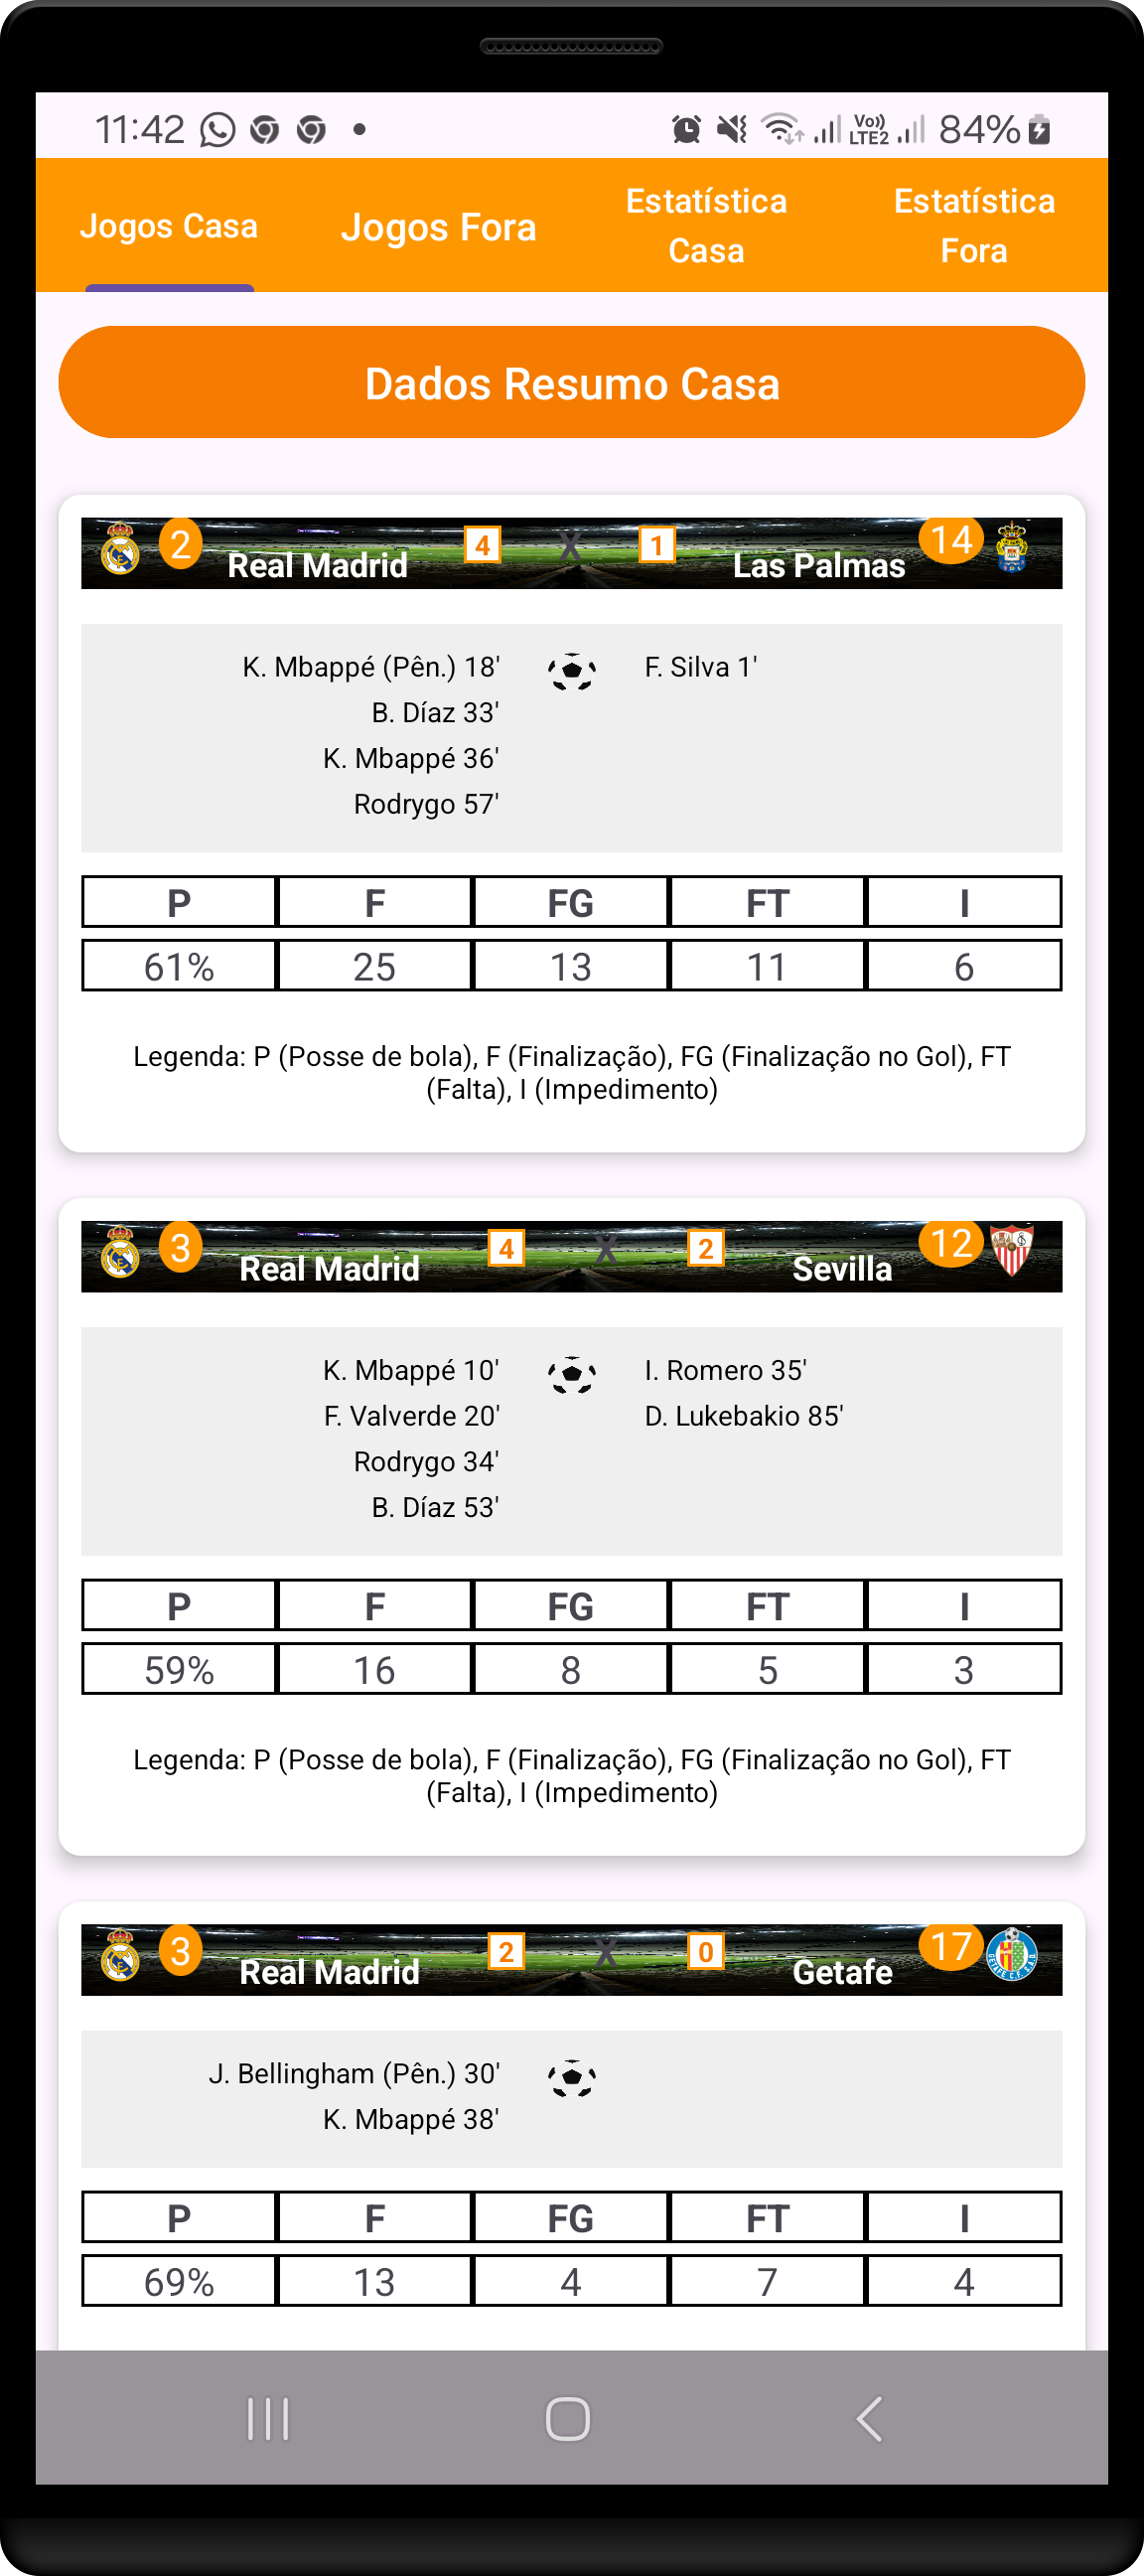 11:42 Vo)) LTE2 84%
Jogos Casa Jogos Fora Estatística Casa Estatística Fora
Dados Resumo Casa
2 Real Madrid 4 X 1 Las Palmas 14
K. Mbappé (Pên.) 18' F. Silva 1'
B. Díaz 33'
K. Mbappé 36'
Rodrygo 57'
P F FG FT I
61% 25 13 11 6
Legenda: P (Posse de bola), F (Finalização), FG (Finalização no Gol), FT
(Falta), I (Impedimento)
3 Real Madrid 4 X 2 Sevilla 12
K. Mbappé 10' I. Romero 35'
F. Valverde 20' D. Lukebakio 85'
Rodrygo 34'
B. Díaz 53'
P F FG FT I
59% 16 8 5 3
Legenda: P (Posse de bola), F (Finalização), FG (Finalização no Gol), FT
(Falta), I (Impedimento)
3 Real Madrid 2 X 0 Getafe 17
J. Bellingham (Pên.) 30'
K. Mbappé 38'
P F FG FT I
69% 13 4 7 4